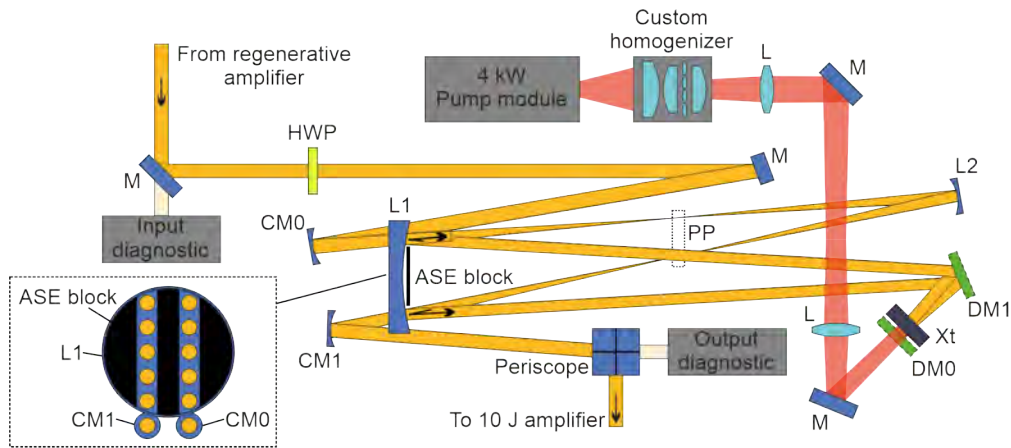 From regenerative
amplifier
Custom
homogenizer
4 kW
Pump module
L
M
HWP
M
M
L2
Input
diagnostic
CM0
L1
PP
ASE block
DM1
ASE block
L1
CM1
L
Xt
DM0
Periscope
Output
diagnostic
CM1
CM0
To 10 J amplifier
M